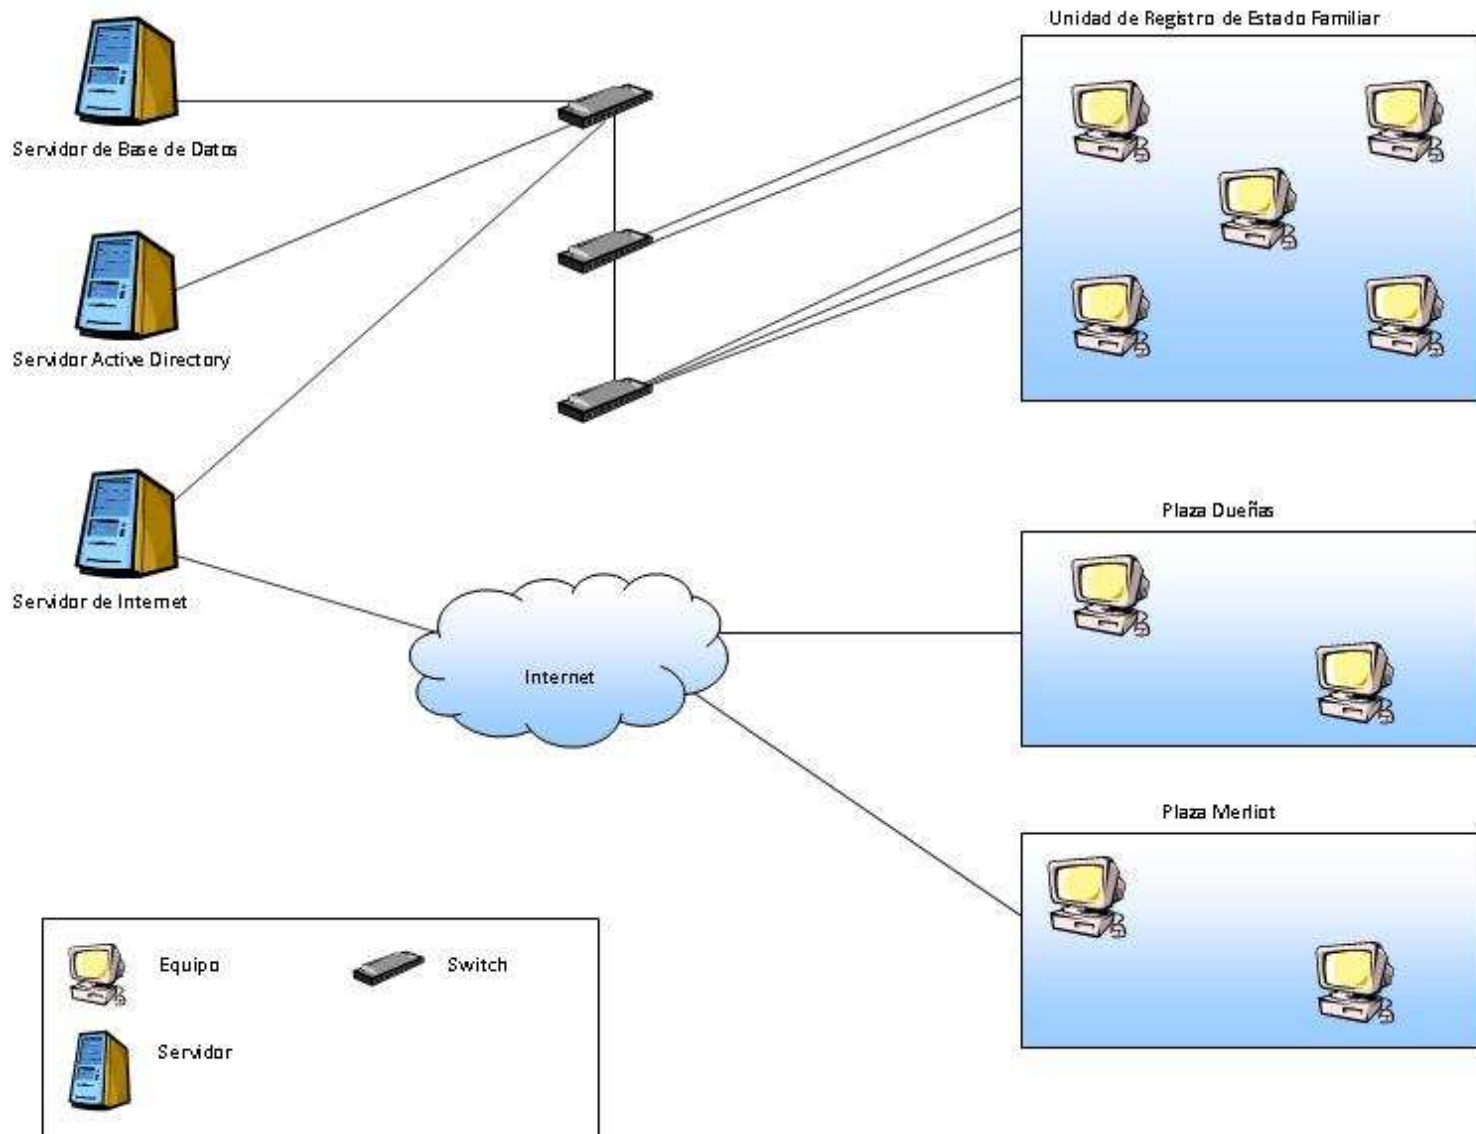 Unidad de Registro de Estado Familiar
Servidor de Base de Datos
Servidor Active Directory
Servidor de Internet
Internet
Plaza Dueñas
Plaza Merliot
Equipo
Switch
Servidor